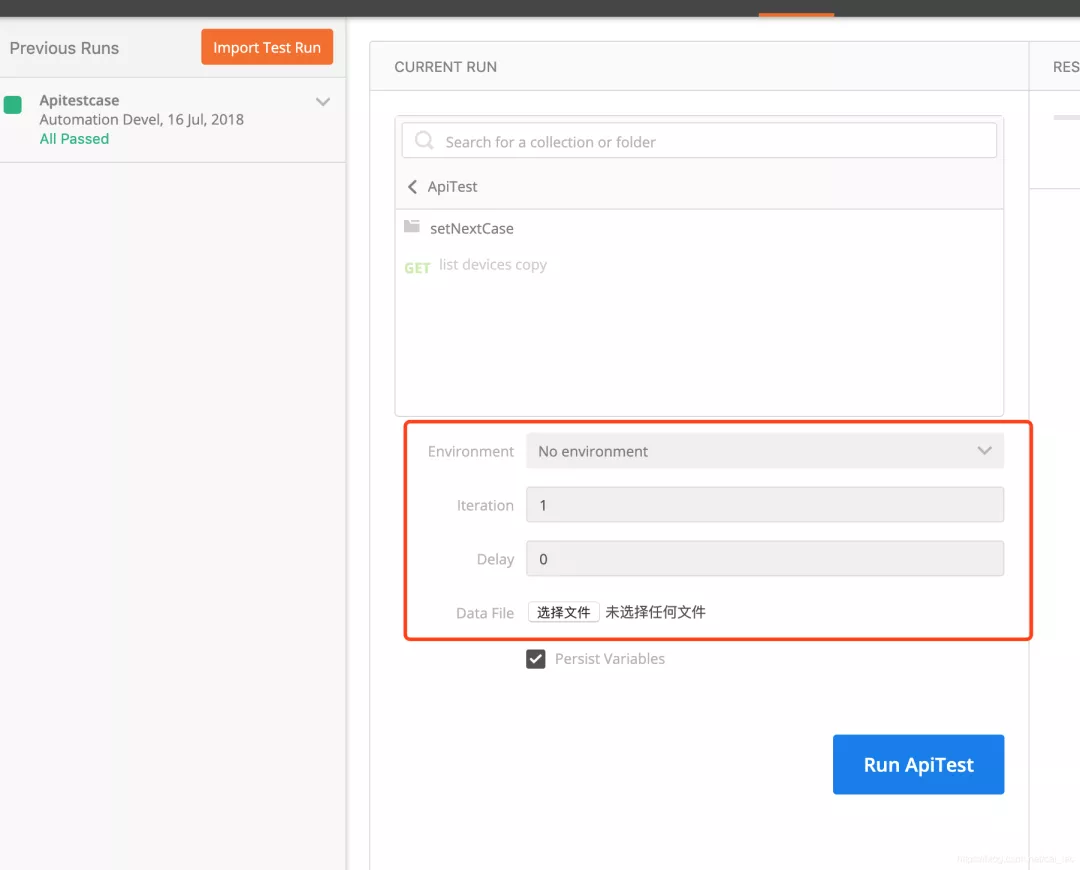 Previous Runs
Import Test Run
Apitestcase
Automation Devel, 16 Jul, 2018
All Passed
CURRENT RUN
RES
Search for a collection or folder
ApiTest
setNextCase
GET list devices copy
Environment No environment
Iteration 1
Delay 0
Data File 选择文件 未选择任何文件
Persist Variables
Run ApiTest